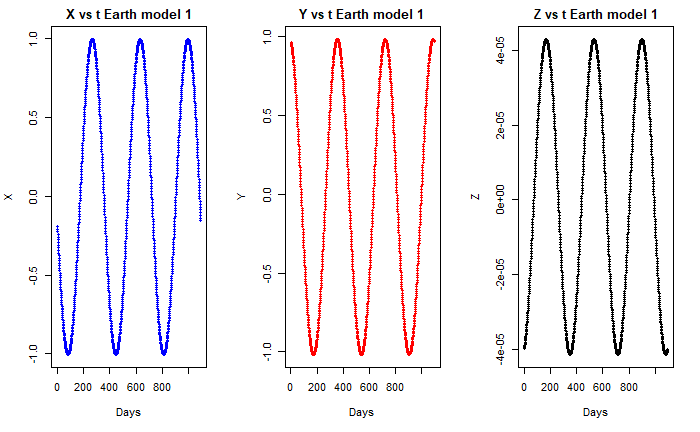 X vs t Earth model 1
X
1.0
0.5
0.0
-0.5
-1.0
0 200 400 600 800
Days
Y vs t Earth model 1
Y
1.0
0.5
0.0
-0.5
-1.0
0 200 400 600 800
Days
Z vs t Earth model 1
Z
4e-05
2e-05
0e+00
-2e-05
-4e-05
0 200 400 600 800
Days